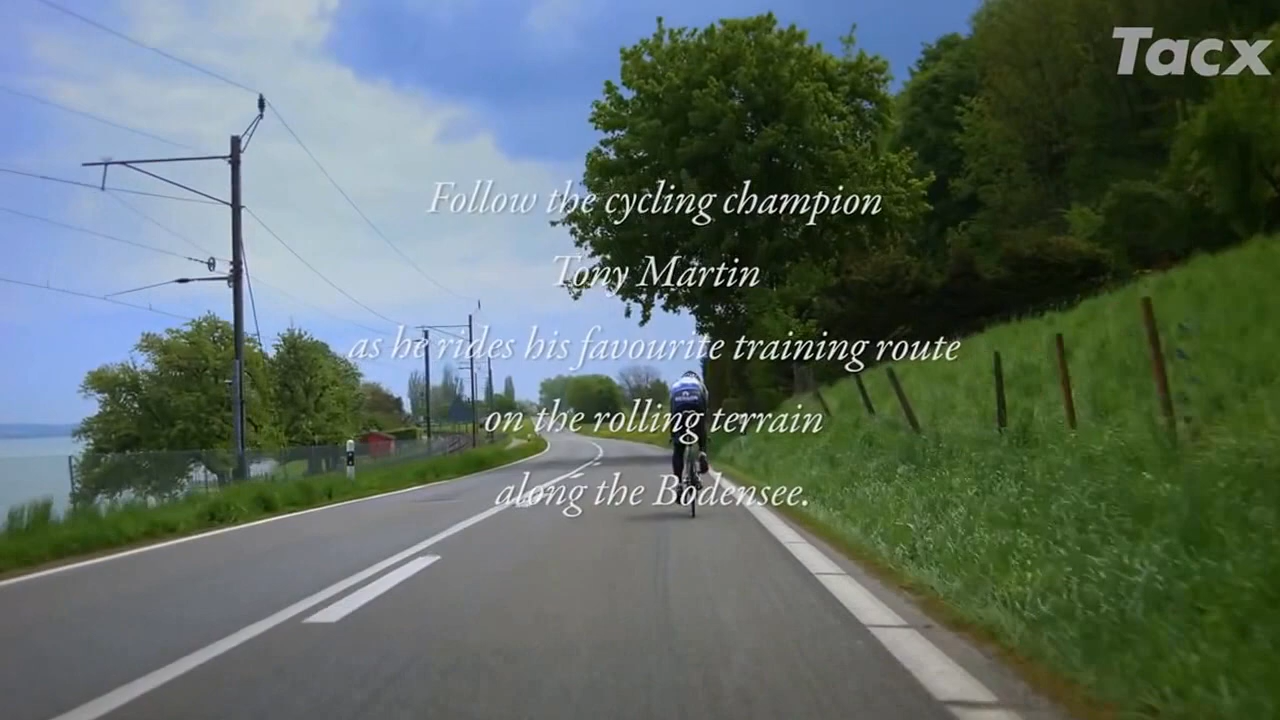 Tacx
Follow the cycling champion
Tony Martin
as he rides his favourite training route
on the rolling terrain
along the Bodensee.